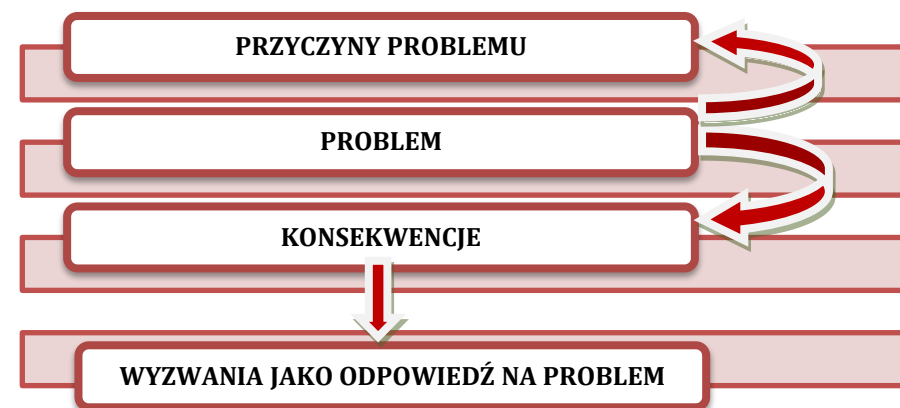 PRZYCZYNY PROBLEMU
PROBLEM
KONSEKWENCJE
WYZWANIA JAKO ODPOWIEDŹ NA PROBLEM